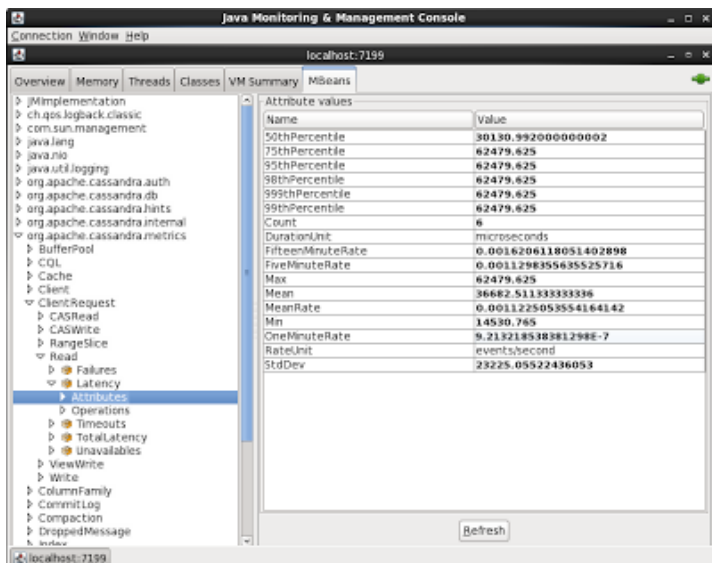 Java Monitoring & Management Console
Connection Window Help
localhost:7199
Overview Memory Threads Classes VM Summary MBeans
JMImplementation
ch.qos.logback.classic
com.sun.management
java.lang
java.nio
java.util.logging
org.apache.cassandra.auth
org.apache.cassandra.db
org.apache.cassandra.hints
org.apache.cassandra.internal
org.apache.cassandra.metrics
BufferPool
CQL
Cache
Client
ClientRequest
CASRead
CASWrite
RangeSlice
Read
Failures
Latency
Attributes
Operations
Timeouts
TotalLatency
Unavailables
ViewWrite
Write
ColumnFamily
CommitLog
Compaction
DroppedMessage
Index
Attribute values
Name Value
50thPercentile 30130.992000000002
75thPercentile 62479.625
95thPercentile 62479.625
98thPercentile 62479.625
999thPercentile 62479.625
99thPercentile 62479.625
Count 6
DurationUnit microseconds
FifteenMinuteRate 0.0016206118051402898
FiveMinuteRate 0.0011298355635525716
Max 62479.625
Mean 36682.511333333336
MeanRate 0.0011225053554164142
Min 14530.765
OneMinuteRate 9.213218538381298E-7
RateUnit events/second
StdDev 23225.05522436053
Refresh
localhost:7199